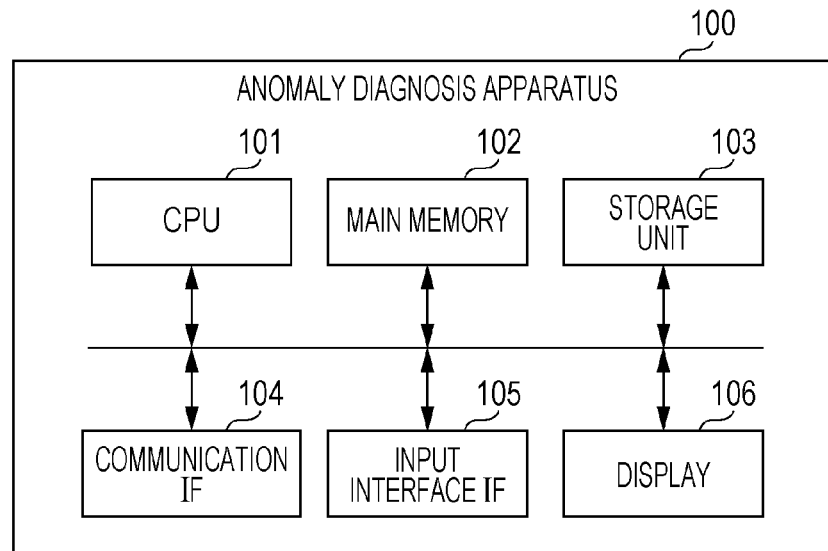 100
ANOMALY DIAGNOSIS APPARATUS
101
CPU
102
MAIN MEMORY
103
STORAGE
UNIT
104
COMMUNICATION
IF
105
INPUT
INTERFACE IF
106
DISPLAY